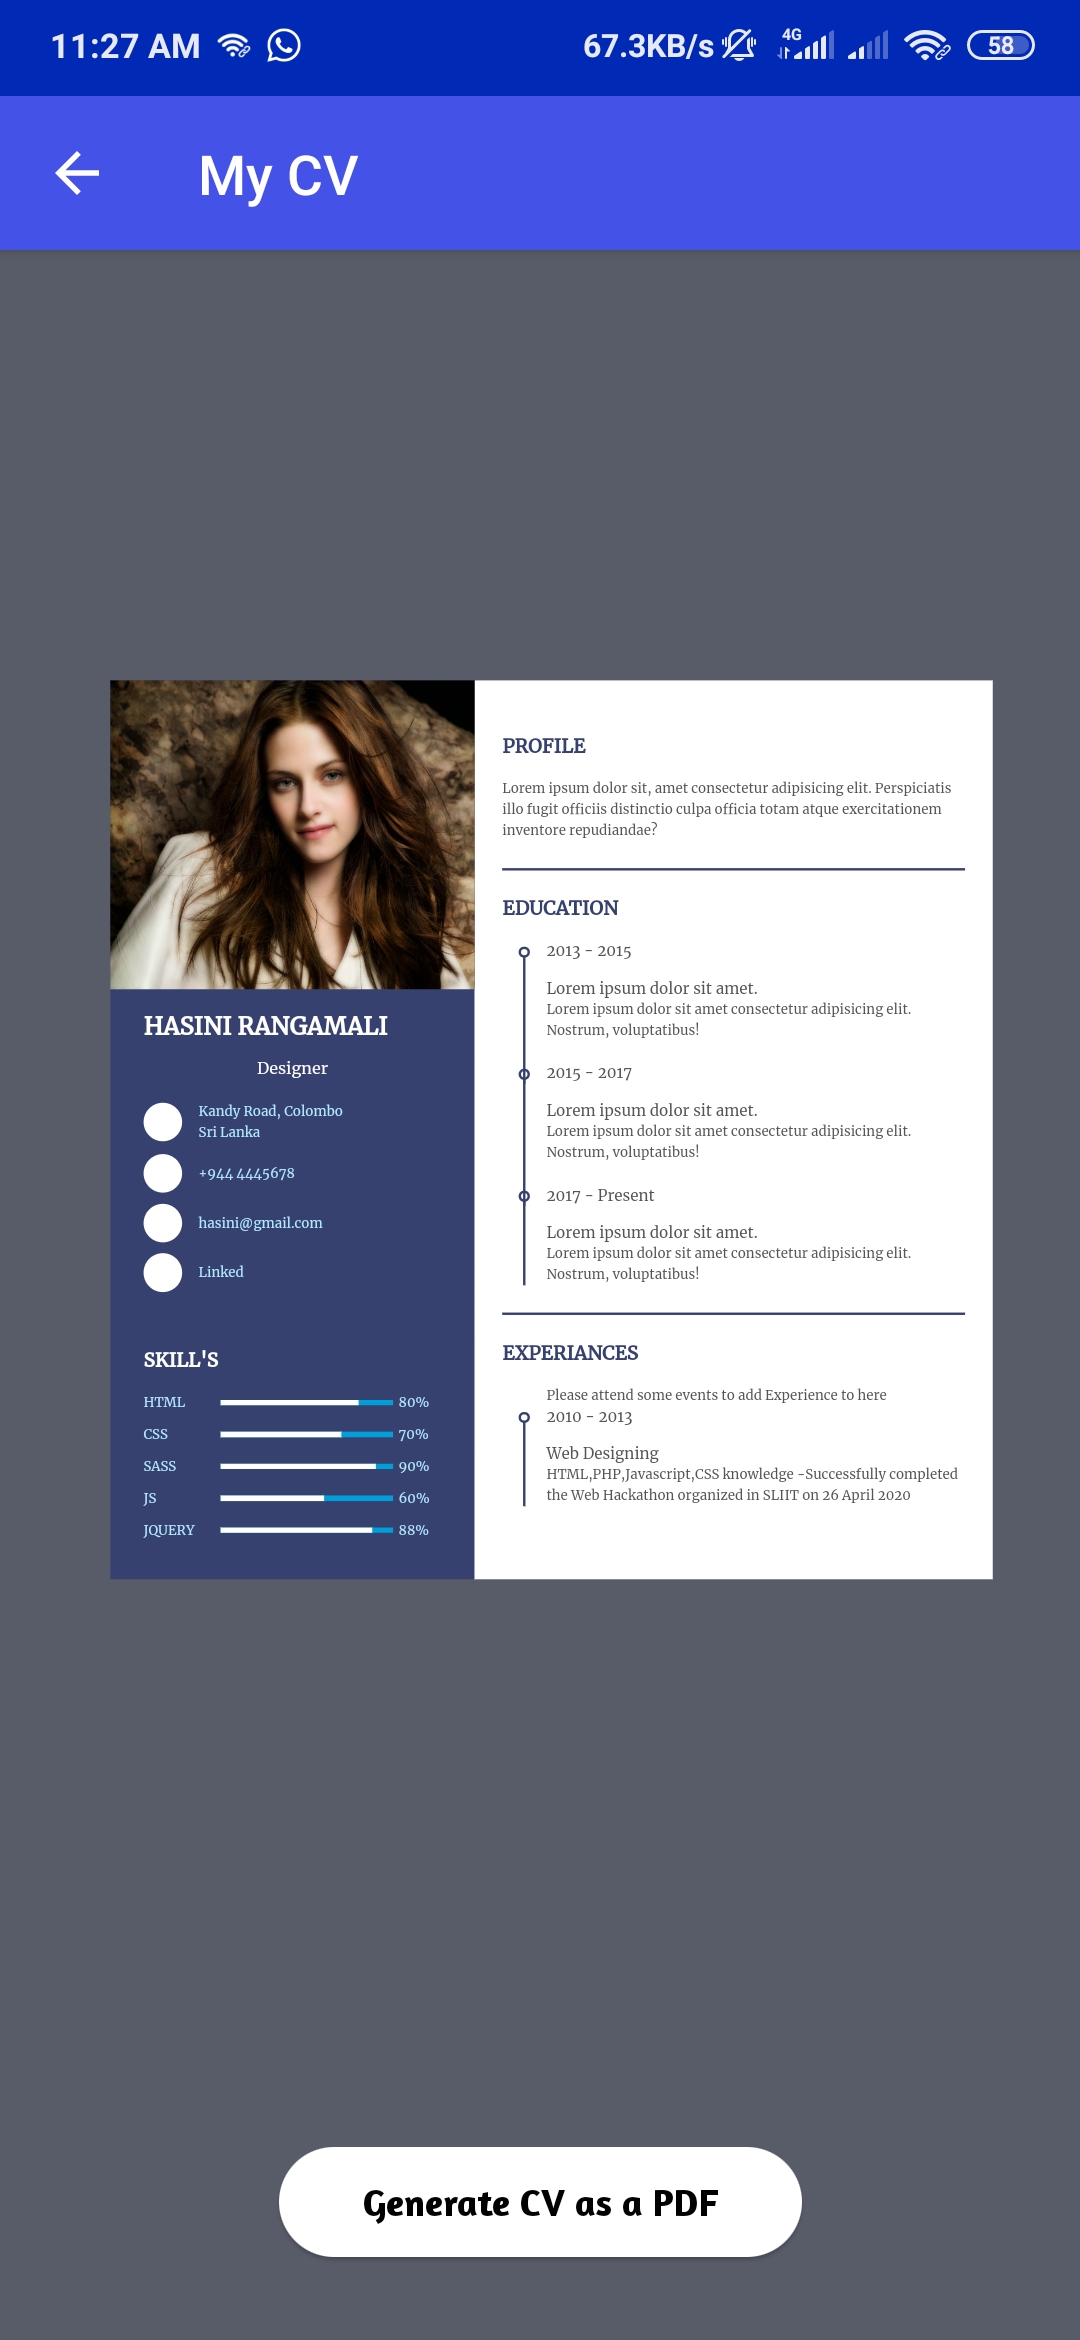 11:27 AM 67.3KB/s 4G 58
My CV
HASINI RANGAMALI
Designer
Kandy Road, Colombo
Sri Lanka
+944 4445678
hasini@gmail.com
Linked
SKILL'S
HTML 80%
CSS 70%
SASS 90%
JS 60%
JQUERY 88%
PROFILE
Lorem ipsum dolor sit, amet consectetur adipisicing elit. Perspiciatis
illo fugit officiis distinctio culpa officia totam atque exercitationem
inventore repudiandae?
EDUCATION
2013 - 2015
Lorem ipsum dolor sit amet.
Lorem ipsum dolor sit amet consectetur adipisicing elit.
Nostrum, voluptatibus!
2015 - 2017
Lorem ipsum dolor sit amet.
Lorem ipsum dolor sit amet consectetur adipisicing elit.
Nostrum, voluptatibus!
2017 - Present
Lorem ipsum dolor sit amet.
Lorem ipsum dolor sit amet consectetur adipisicing elit.
Nostrum, voluptatibus!
EXPERIANCES
Please attend some events to add Experience to here
2010 - 2013
Web Designing
HTML,PHP,Javascript,CSS knowledge -Successfully completed
the Web Hackathon organized in SLIIT on 26 April 2020
Generate CV as a PDF